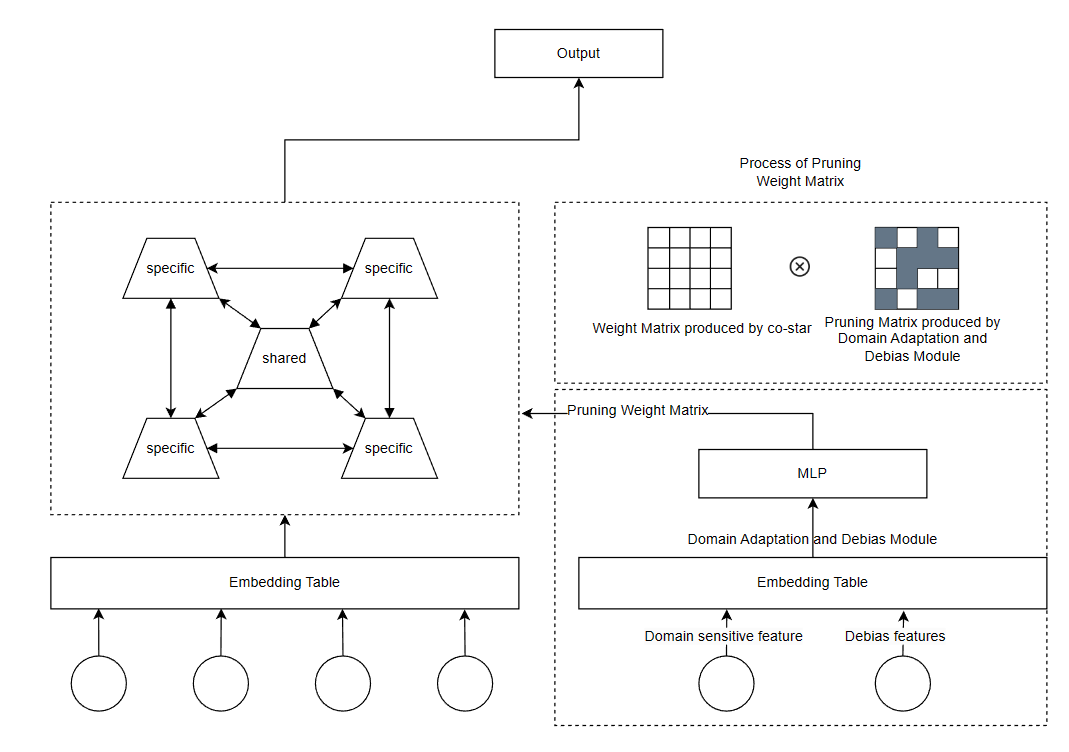 Output
Process of Pruning
Weight Matrix
specific
specific
shared
specific
specific
Weight Matrix produced by co-star
Pruning Matrix produced by
Domain Adaptation and
Debias Module
Pruning Weight Matrix
MLP
Domain Adaptation and Debias Module
Embedding Table
Embedding Table
Domain sensitive feature
Debias features